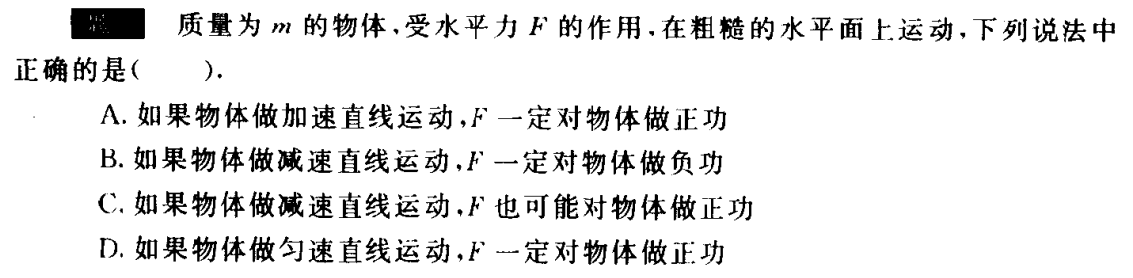 质量为 m 的物体,受水平力 F 的作用,在粗糙的水平面上运动,下列说法中
正确的是(　　).
A. 如果物体做加速直线运动,F 一定对物体做正功
B. 如果物体做减速直线运动,F 一定对物体做负功
C. 如果物体做减速直线运动,F 也可能对物体做正功
D. 如果物体做匀速直线运动,F 一定对物体做正功